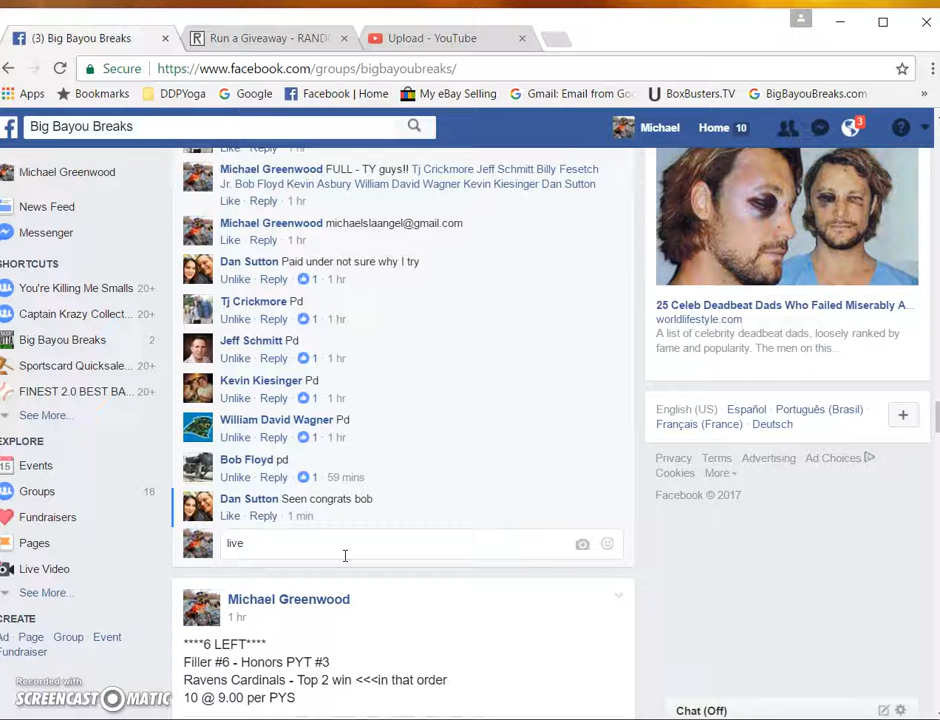 (3) Big Bayou Breaks
Run a Giveaway - RAND
Upload - YouTube
Secure
https://www.facebook.com/groups/bigbayoubreaks/
Apps
Bookmarks
DDPYoga
Google
Facebook | Home
My eBay Selling
Gmail: Email from Go
BoxBusters.TV
BigBayouBreaks.com
»
Big Bayou Breaks
Michael
Home 10
3
Michael Greenwood
News Feed
Messenger
SHORTCUTS
You're Killing Me Smalls 20+
Captain Krazy Collect... 20+
Big Bayou Breaks 2
Sportscard Quicksale... 20+
FINEST 2.0 BEST BA... 20+
See More...
EXPLORE
Events
15
Groups 18
Fundraisers
Pages
Live Video
See More...
CREATE
Ad · Page · Group · Event
Fundraiser
Like · Reply · 1 hr
Michael Greenwood FULL - TY guys!! Tj Crickmore Jeff Schmitt Billy Fesetch
Jr. Bob Floyd Kevin Asbury William David Wagner Kevin Kiesinger Dan Sutton
Like · Reply · 1 hr
Michael Greenwood michaelslaangel@gmail.com
Like · Reply · 1 hr
Dan Sutton Paid under not sure why I try
Unlike · Reply · 1 · 1 hr
Tj Crickmore Pd
Unlike · Reply · 1 · 1 hr
Jeff Schmitt Pd
Unlike · Reply · 1 · 1 hr
Kevin Kiesinger Pd
Unlike · Reply · 1 · 1 hr
William David Wagner Pd
Unlike · Reply · 1 · 1 hr
Bob Floyd pd
Unlike · Reply · 1 · 59 mins
Dan Sutton Seen congrats bob
Like · Reply · 1 min
live
Michael Greenwood
1 hr
****6 LEFT****
Filler #6 - Honors PYT #3
Ravens Cardinals - Top 2 win <<<in that order
10 @ 9.00 per PYS
25 Celeb Deadbeat Dads Who Failed Miserably A...
worldlifestyle.com
A list of celebrity deadbeat dads, loosely ranked by
fame and popularity. The men on this...
English (US) · Español · Português (Brasil) ·
Français (France) · Deutsch
Privacy · Terms · Advertising · Ad Choices
Cookies · More
Facebook © 2017
Chat (Off)
Recorded with
SCREENCAST MATIC